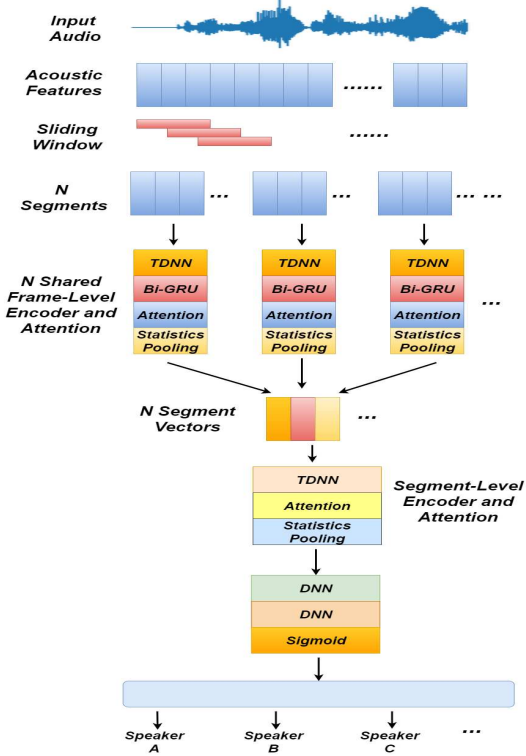 Input
Audio
Acoustic
Features
......
Sliding
Window
......
N
Segments
... ... ... ...
N Shared
Frame-Level
Encoder and
Attention
TDNN TDNN TDNN
Bi-GRU Bi-GRU Bi-GRU
Attention Attention Attention
Statistics Statistics Statistics
Pooling Pooling Pooling
...
N Segment
Vectors
...
TDNN
Attention
Statistics
Pooling
Segment-Level
Encoder and
Attention
DNN
DNN
Sigmoid
Speaker Speaker Speaker ...
A B C